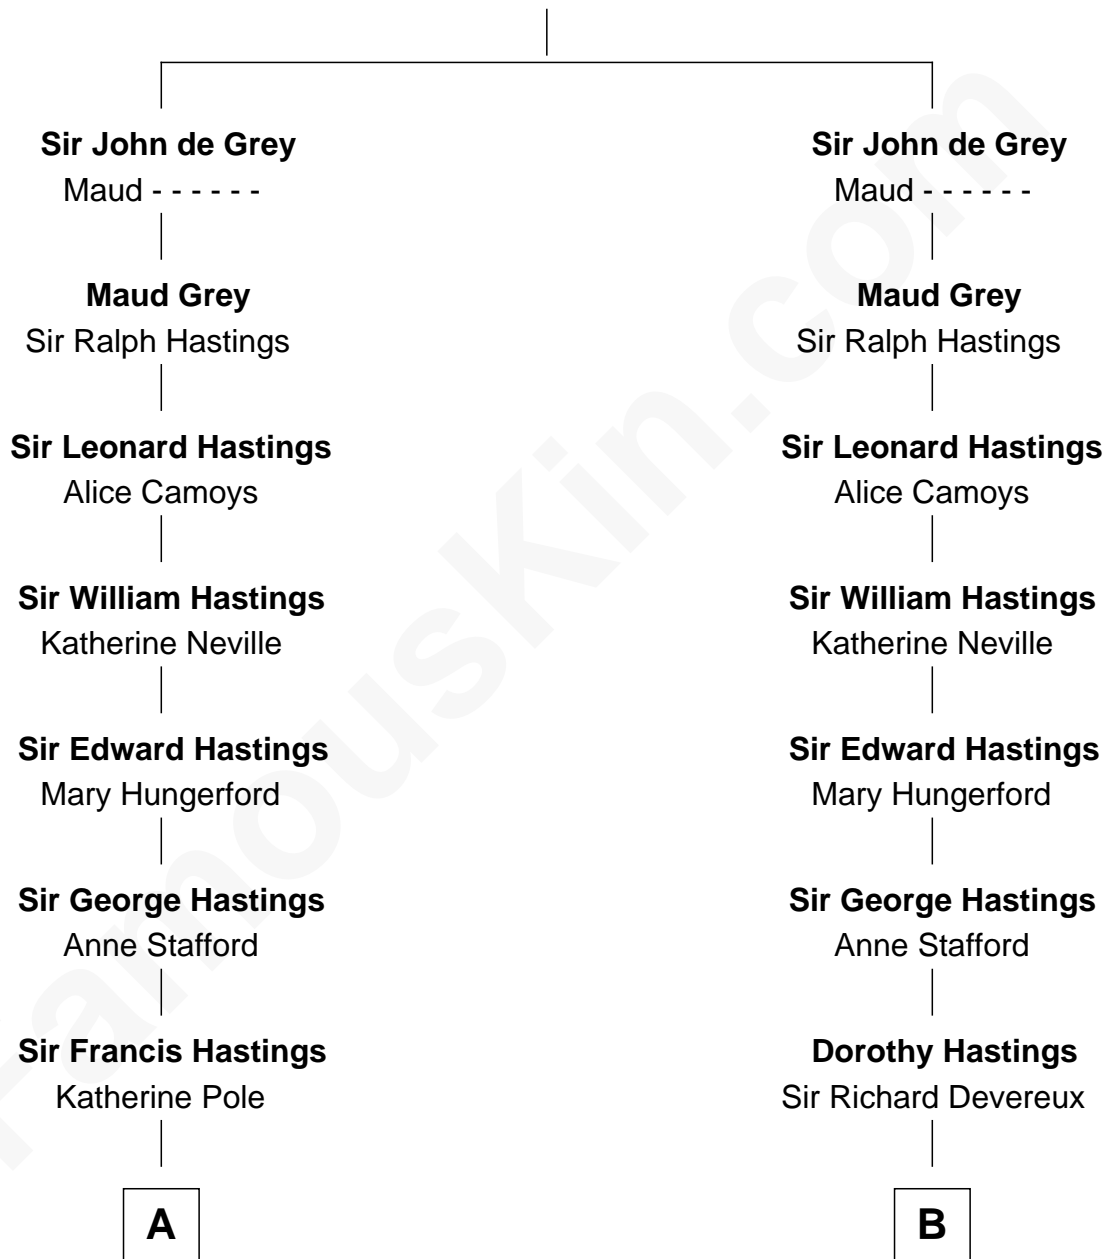 Sir John de Grey
Maud - - - - - -
Maud Grey
Sir Ralph Hastings
Sir Leonard Hastings
Alice Camoys
Sir William Hastings
Katherine Neville
Sir Edward Hastings
Mary Hungerford
Sir George Hastings
Anne Stafford
Sir Francis Hastings
Katherine Pole
A
Sir John de Grey
Maud - - - - - -
Maud Grey
Sir Ralph Hastings
Sir Leonard Hastings
Alice Camoys
Sir William Hastings
Katherine Neville
Sir Edward Hastings
Mary Hungerford
Sir George Hastings
Anne Stafford
Dorothy Hastings
Sir Richard Devereux
B
FamousKin.com